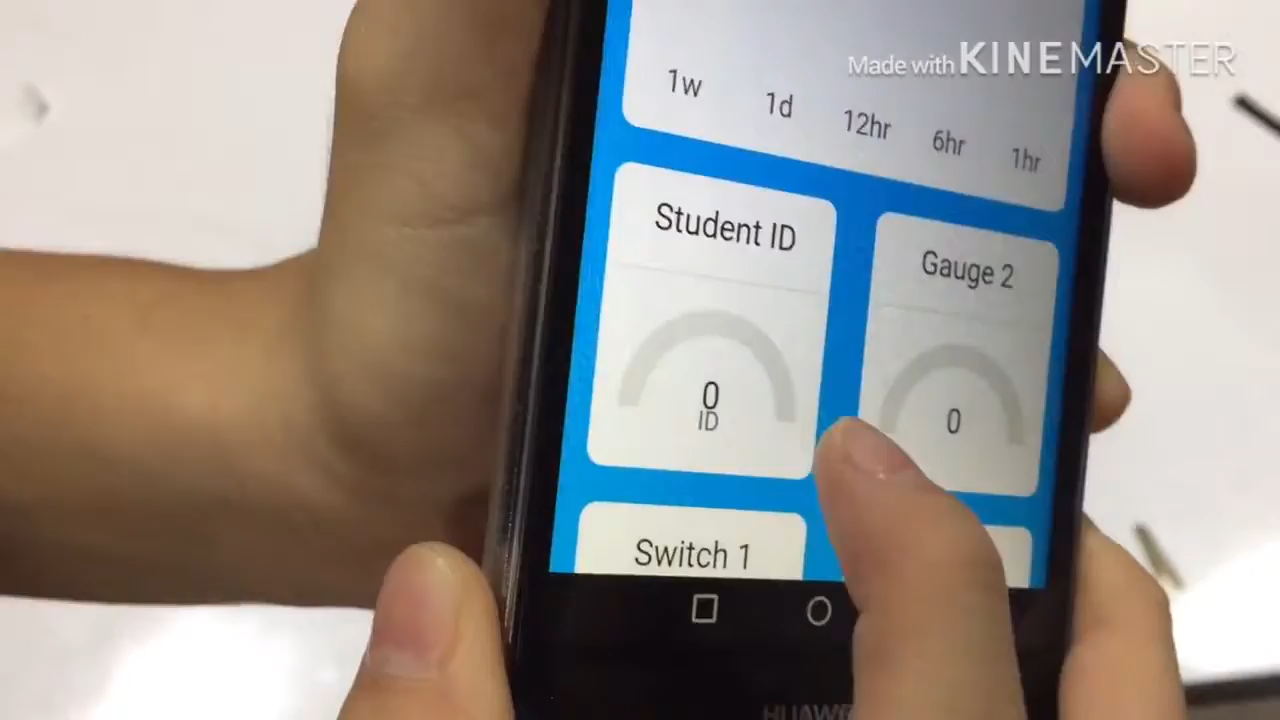 Made with KINEMASTER
1w 1d 12hr 6hr 1hr
Student ID
Gauge 2
0
ID
0
Switch 1